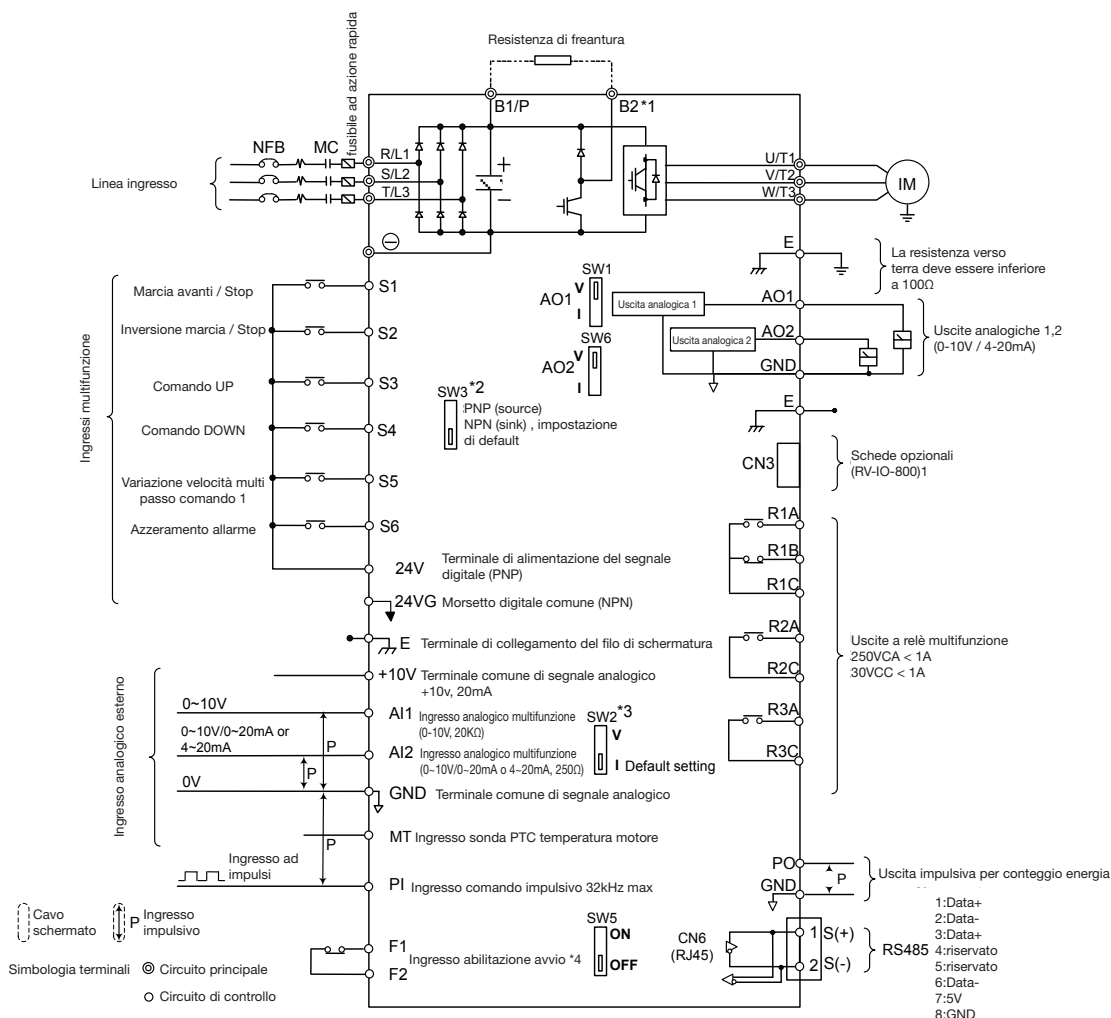 Resistenza di freantura
fusibile ad azione rapida
B1/P
B2*1
NFB
MC
R/L1
S/L2
T/L3
Linea ingresso
+
−
U/T1
V/T2
W/T3
IM
⊖
E
La resistenza verso
terra deve essere inferiore
a 100Ω
Ingressi multifunzione
Marcia avanti / Stop
S1
Inversione marcia / Stop
S2
Comando UP
S3
Comando DOWN
S4
Variazione velocità multi
passo comando 1
S5
Azzeramento allarme
S6
SW1
AO1
V
I
SW6
AO2
V
I
Uscita analogica 1
Uscita analogica 2
AO1
AO2
GND
Uscite analogiche 1,2
(0-10V / 4-20mA)
SW3*2
PNP (source)
NPN (sink) , impostazione
di default
E
CN3
Schede opzionali
(RV-IO-800)1
24V
Terminale di alimentazione del segnale
digitale (PNP)
24VG Morsetto digitale comune (NPN)
E Terminale di collegamento del filo di schermatura
R1A
R1B
R1C
R2A
R2C
R3A
R3C
Uscite a relè multifunzione
250VCA < 1A
30VCC < 1A
Ingresso analogico esterno
+10V Terminale comune di segnale analogico
+10v, 20mA
0~10V
AI1 Ingresso analogico multifunzione
(0-10V, 20KΩ)
0~10V/0~20mA or
4~20mA
AI2 Ingresso analogico multifunzione
(0~10V/0~20mA o 4~20mA, 250Ω)
SW2*3
V
I Default setting
P
P
0V
GND Terminale comune di segnale analogico
MT Ingresso sonda PTC temperatura motore
P
Ingresso ad
impulsi
PI Ingresso comando impulsivo 32kHz max
PO
P
GND
Uscita impulsiva per conteggio energia
Cavo
schermato
P Ingresso
impulsivo
F1
F2
Ingresso abilitazione avvio *4
SW5
ON
OFF
CN6
(RJ45)
1 S(+)
2 S(-)
RS485
1:Data+
2:Data-
3:Data+
4:riservato
5:riservato
6:Data-
7:5V
8:GND
Simbologia terminali
Circuito principale
Circuito di controllo